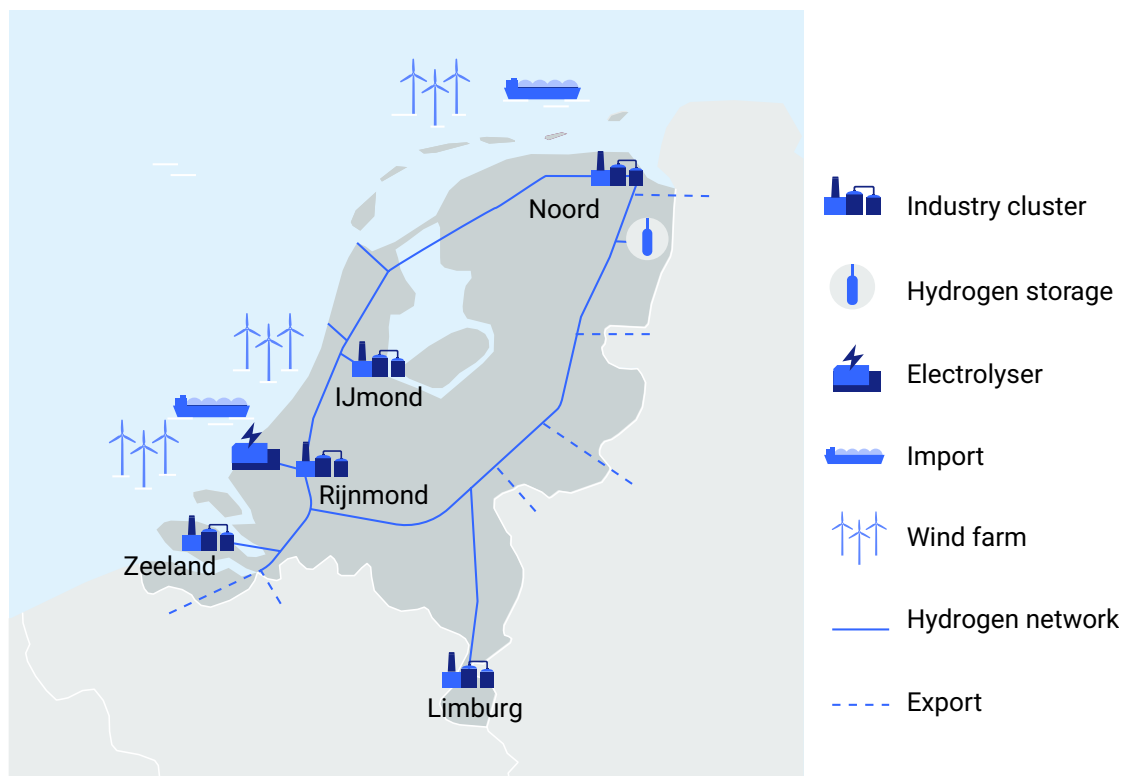 Noord
IJmond
Rijnmond
Zeeland
Limburg
Industry cluster
Hydrogen storage
Electrolyser
Import
Wind farm
Hydrogen network
Export